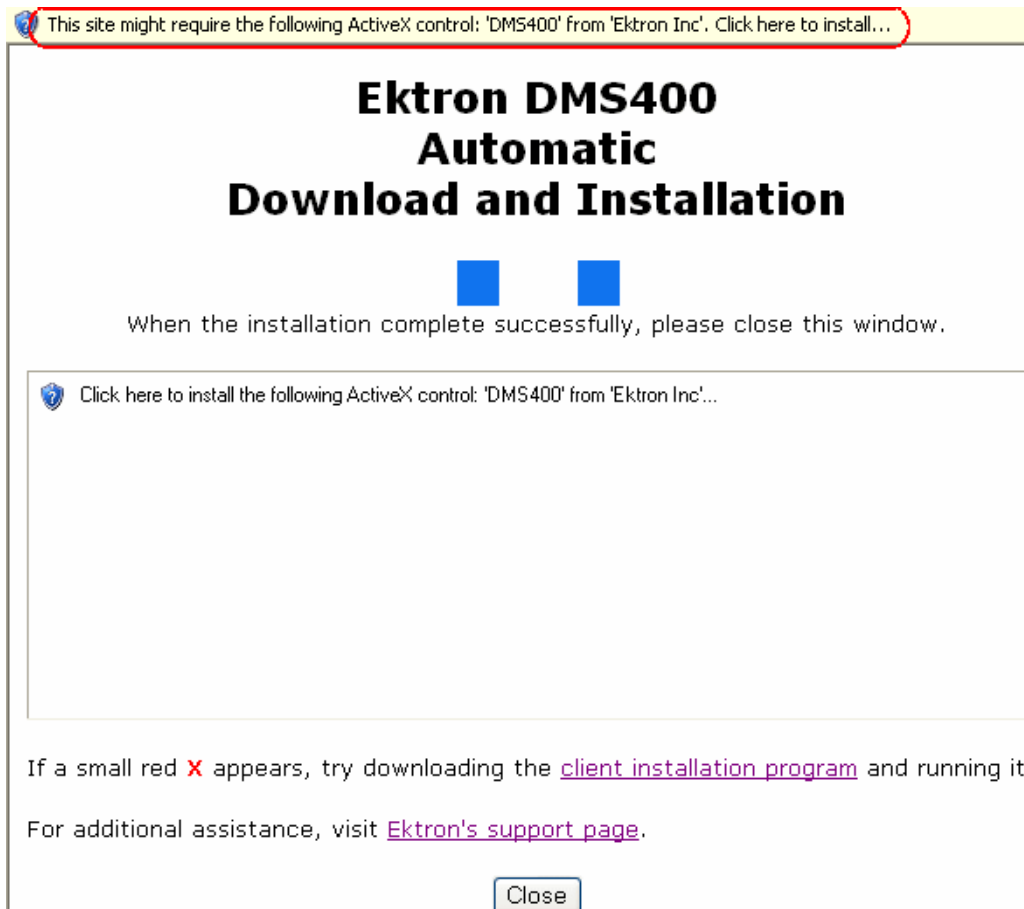 This site might require the following ActiveX control: 'DMS400' from 'Ektron Inc'. Click here to install...
Ektron DMS400
Automatic
Download and Installation
When the installation complete successfully, please close this window.
Click here to install the following ActiveX control: 'DMS400' from 'Ektron Inc'...
If a small red X appears, try downloading the client installation program and running it
For additional assistance, visit Ektron's support page.
Close